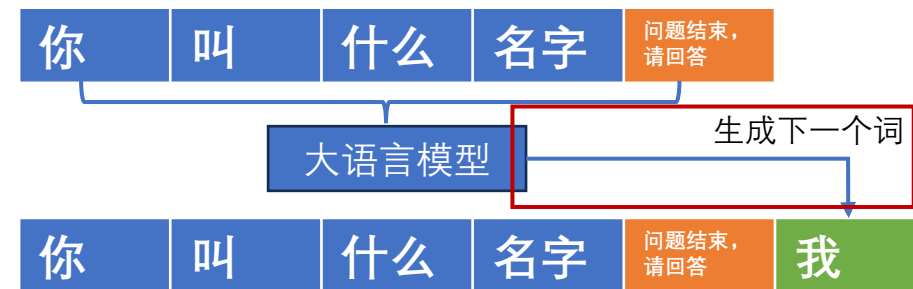 你 叫 什么 名字 问题结束，
请回答
生成下一个词
大语言模型
你 叫 什么 名字 问题结束，
请回答
我